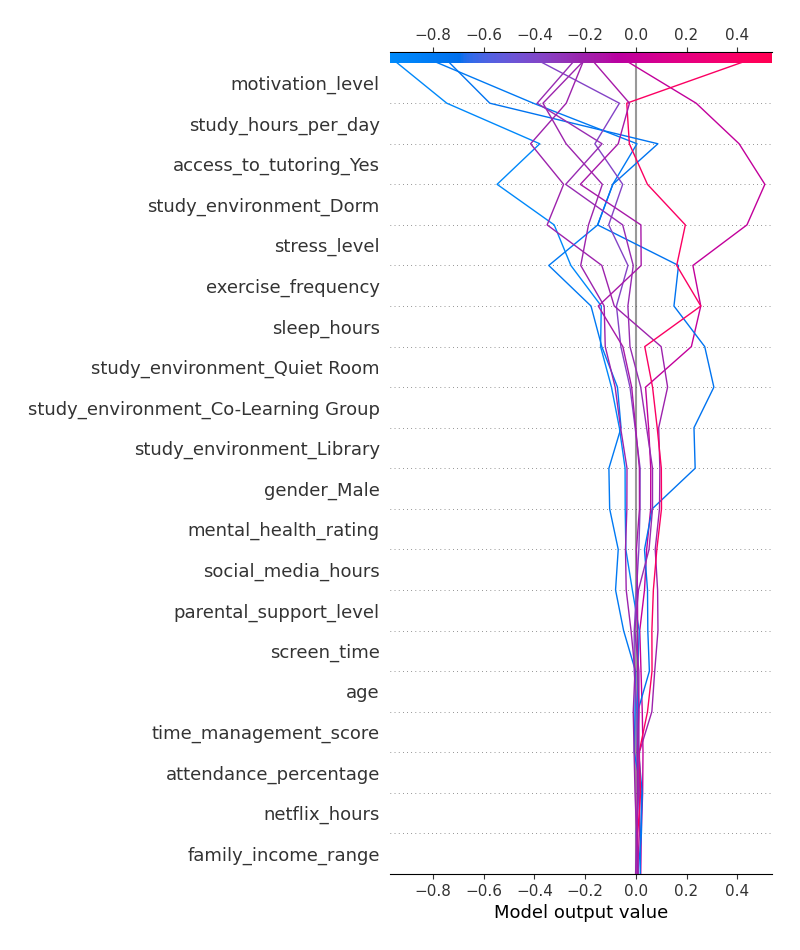 −0.8 −0.6 −0.4 −0.2 0.0 0.2 0.4
motivation_level
study_hours_per_day
access_to_tutoring_Yes
study_environment_Dorm
stress_level
exercise_frequency
sleep_hours
study_environment_Quiet Room
study_environment_Co-Learning Group
study_environment_Library
gender_Male
mental_health_rating
social_media_hours
parental_support_level
screen_time
age
time_management_score
attendance_percentage
netflix_hours
family_income_range
−0.8 −0.6 −0.4 −0.2 0.0 0.2 0.4
Model output value